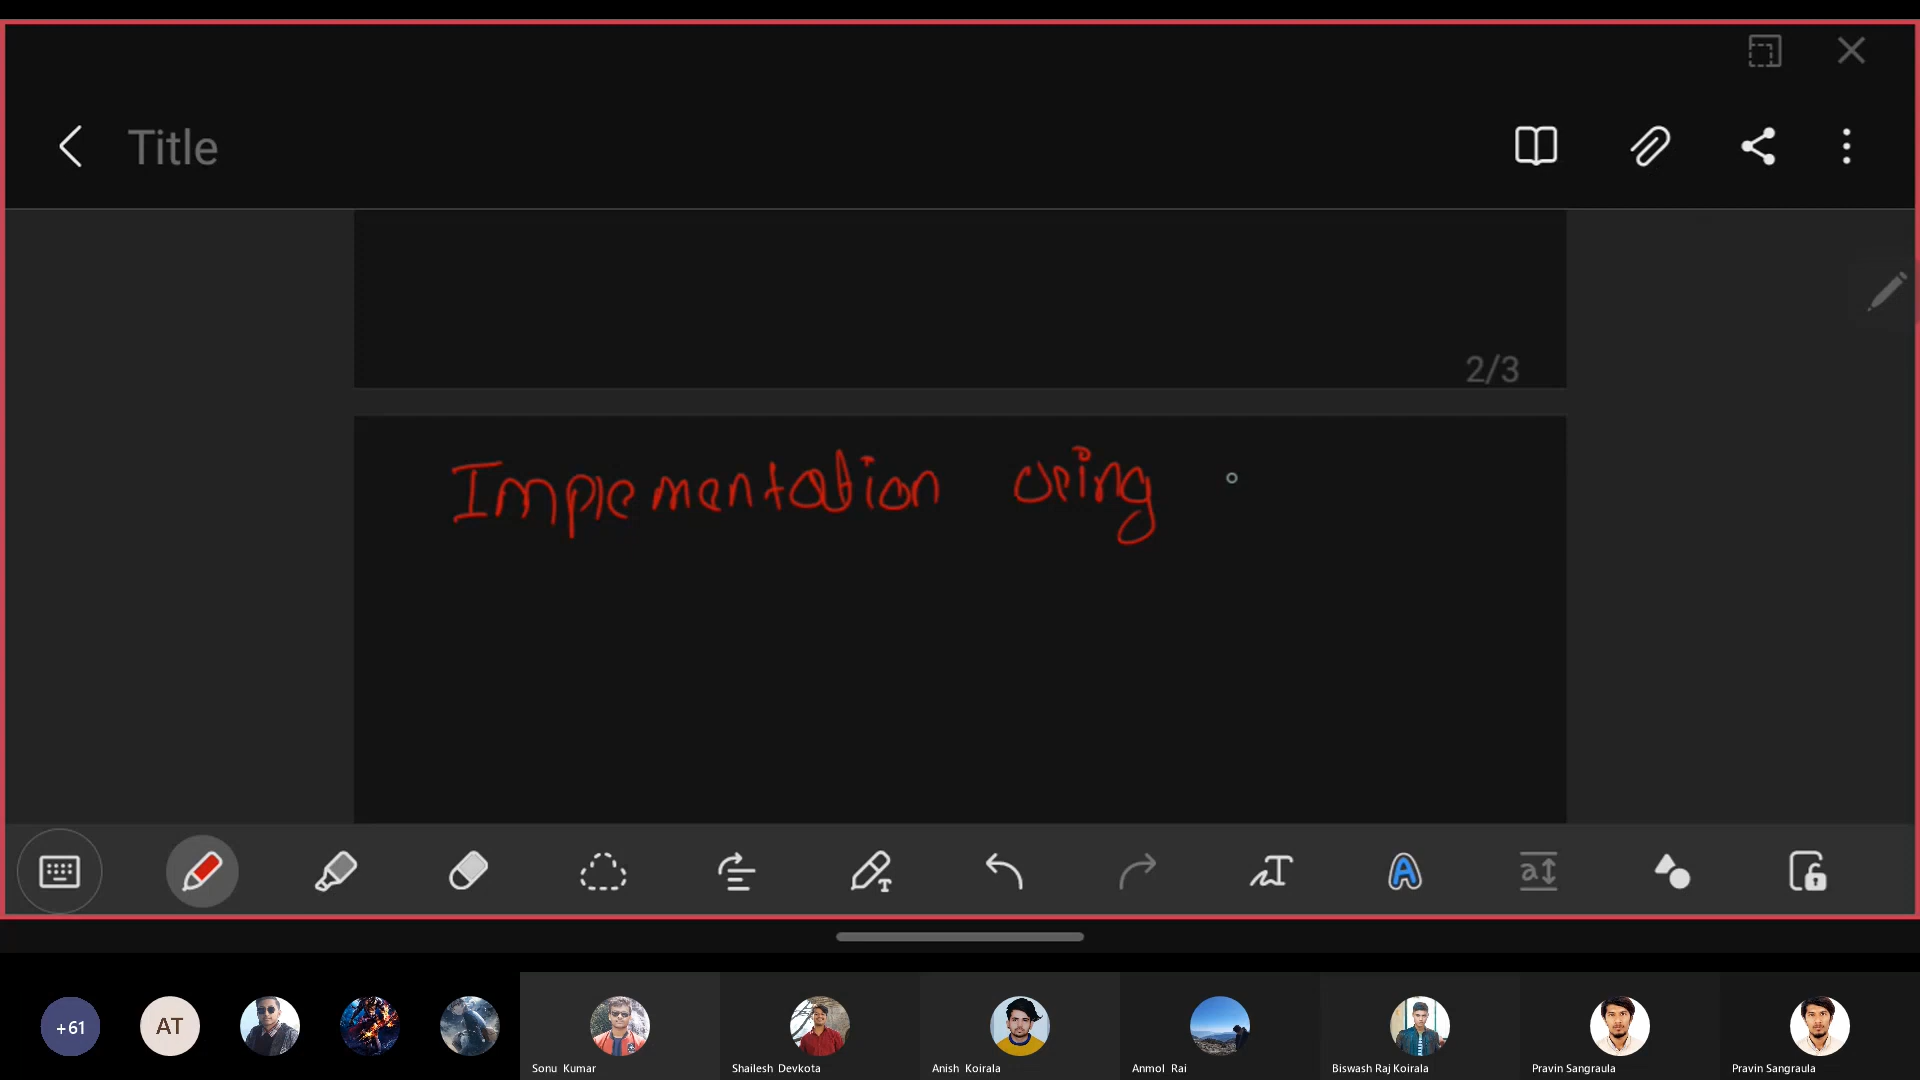 Title
2/3
Implementation using
+61
AT
Sonu Kumar
Shailesh Devkota
Anish Koirala
Anmol Rai
Biswash Raj Koirala
Pravin Sangraula
Pravin Sangraula